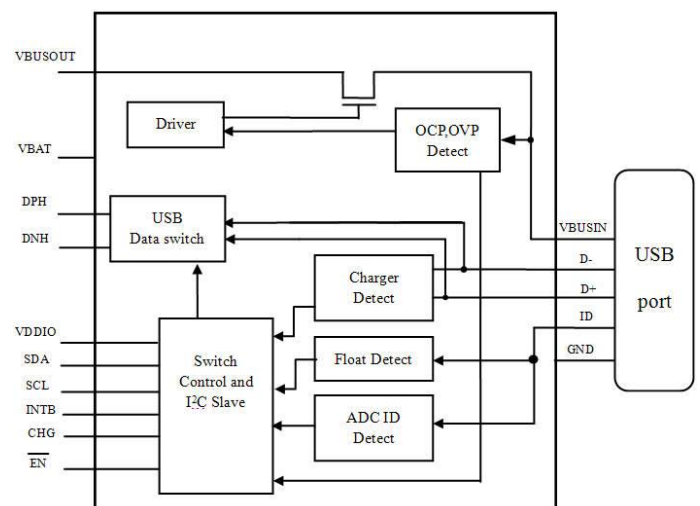 VBUSOUT
Driver
OCP,OVP
Detect
VBAT
DPH
DNH
USB
Data switch
VBUSIN
D-
D+
ID
GND
USB
port
Charger
Detect
VDDIO
SDA
SCL
INTB
CHG
EN
Switch
Control and
I²C Slave
Float Detect
ADC ID
Detect